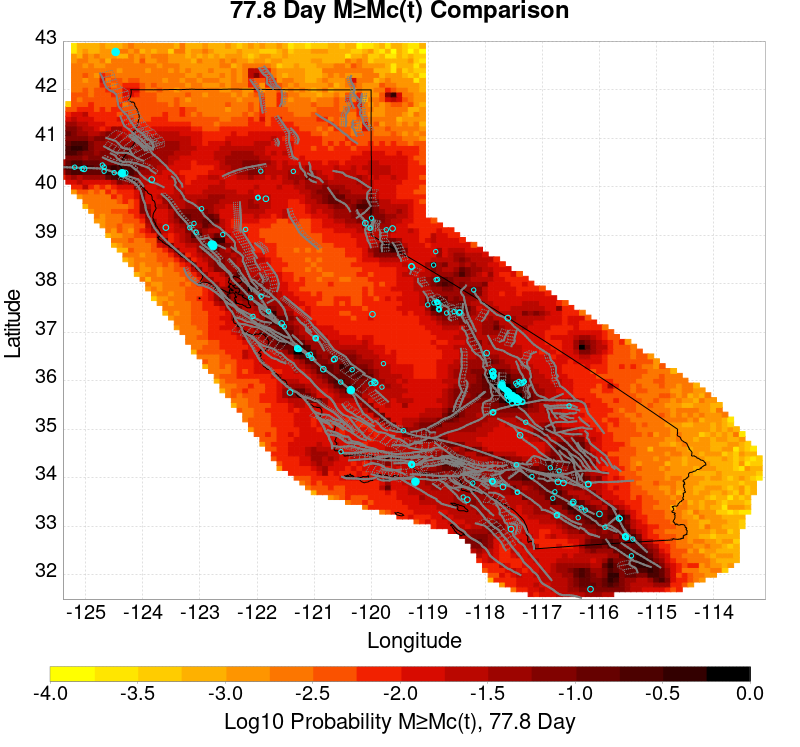 77.8 Day M≥Mc(t) Comparison
43
42
41
40
39
38
37
36
35
34
33
32
Latitude
-125 -124 -123 -122 -121 -120 -119 -118 -117 -116 -115 -114
Longitude
-4.0 -3.5 -3.0 -2.5 -2.0 -1.5 -1.0 -0.5 0.0
Log10 Probability M≥Mc(t), 77.8 Day